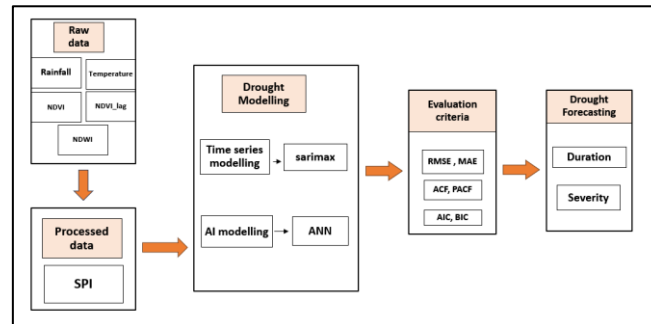 Raw
data
Rainfall
Temperature
NDVI
NDVI_lag
NDWI
Processed
data
SPI
Drought
Modelling
Time series
modelling
sarimax
AI modelling
ANN
Evaluation
criteria
RMSE , MAE
ACF, PACF
AIC, BIC
Drought
Forecasting
Duration
Severity